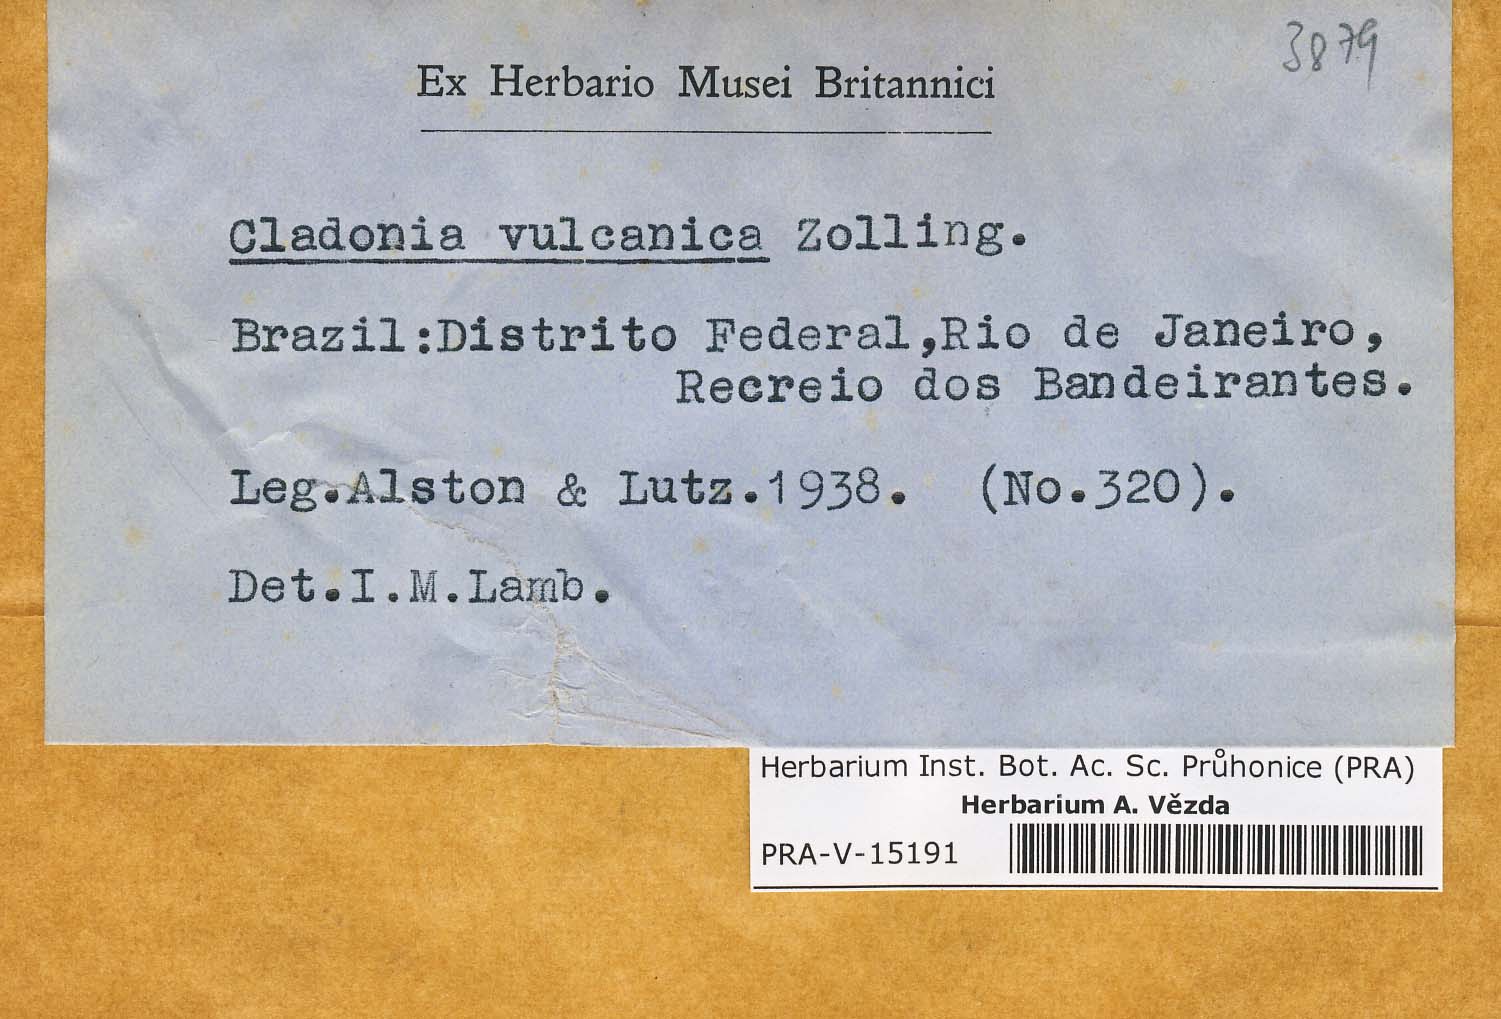 3879
Ex Herbario Musei Britannici
Cladonia vulcanica Zolling.
Brazil:Distrito Federal,Rio de Janeiro,
Recreio dos Bandeirantes.
Leg.Alston & Lutz.1938. (No.320).
Det.I.M.Lamb.
Herbarium Inst. Bot. Ac. Sc. Průhonice (PRA)
Herbarium A. Vězda
PRA-V-15191